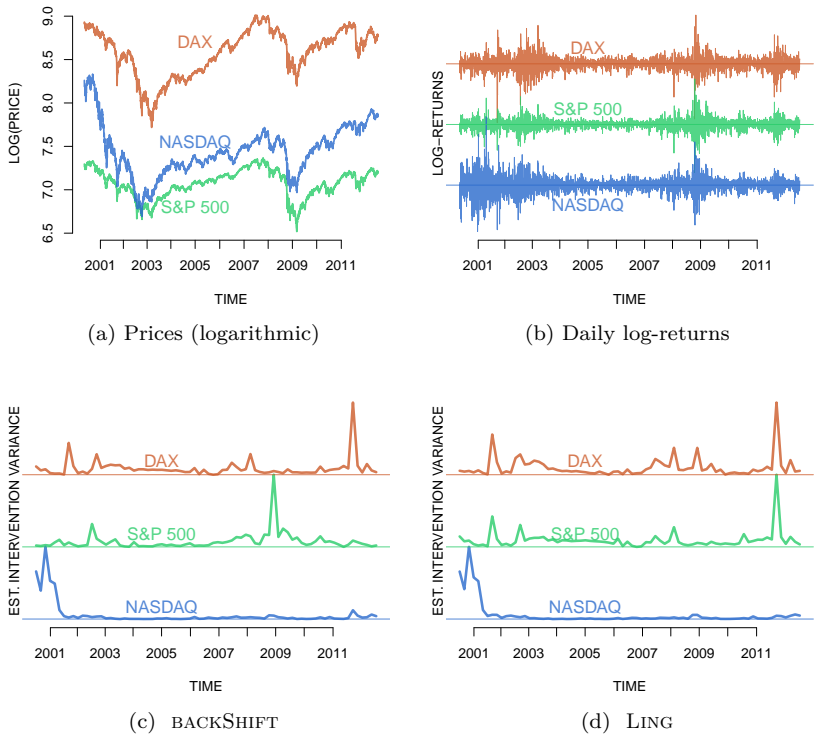 LOG(PRICE)
9.0
8.5
8.0
7.5
7.0
6.5
DAX
NASDAQ
S&P 500
2001 2003 2005 2007 2009 2011
TIME
(a) Prices (logarithmic)
LOG−RETURNS
DAX
S&P 500
NASDAQ
2001 2003 2005 2007 2009 2011
TIME
(b) Daily log-returns
EST. INTERVENTION VARIANCE
DAX
S&P 500
NASDAQ
2001 2003 2005 2007 2009 2011
TIME
(c) BACKSHIFT
EST. INTERVENTION VARIANCE
DAX
S&P 500
NASDAQ
2001 2003 2005 2007 2009 2011
TIME
(d) LING